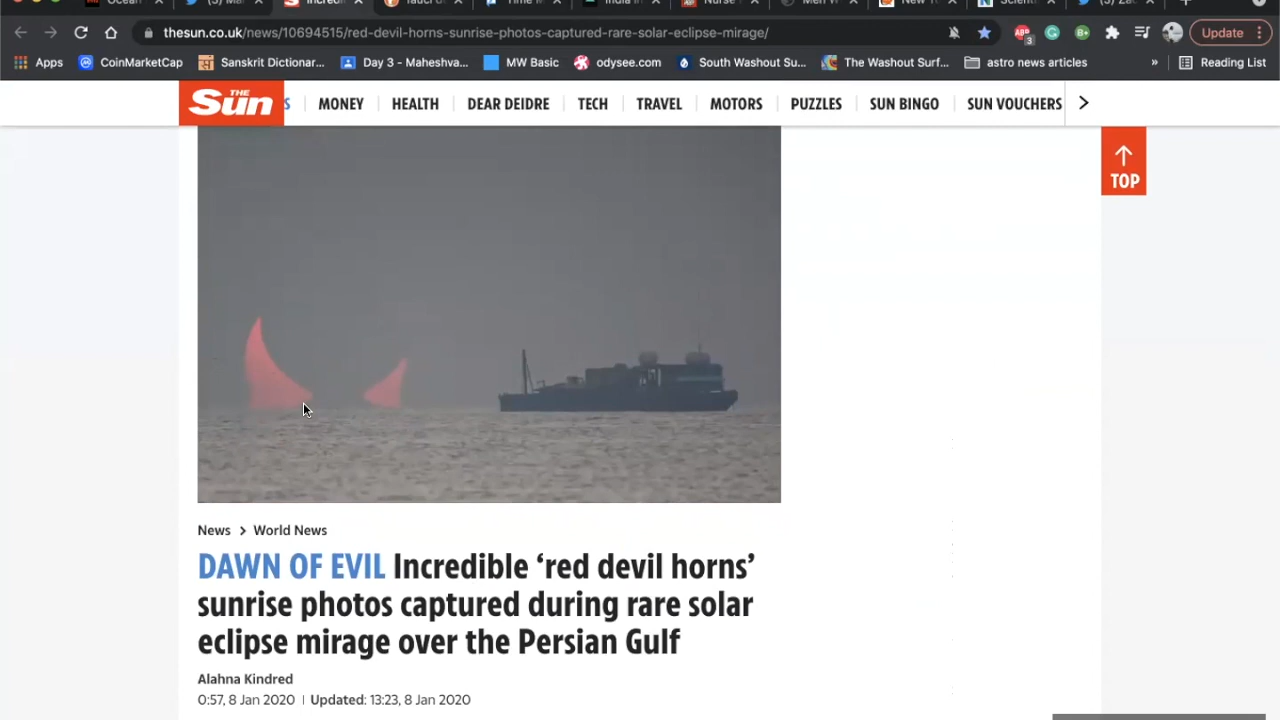 thesun.co.uk/news/10694515/red-devil-horns-sunrise-photos-captured-rare-solar-eclipse-mirage/
Update
Apps
CoinMarketCap
Sanskrit Dictionar...
Day 3 - Maheshva...
MW Basic
odysee.com
South Washout Su...
The Washout Surf...
astro news articles
»
Reading List
THE Sun
MONEY
HEALTH
DEAR DEIDRE
TECH
TRAVEL
MOTORS
PUZZLES
SUN BINGO
SUN VOUCHERS
TOP
News > World News
DAWN OF EVIL Incredible ‘red devil horns’
sunrise photos captured during rare solar
eclipse mirage over the Persian Gulf
Alahna Kindred
0:57, 8 Jan 2020 | Updated: 13:23, 8 Jan 2020